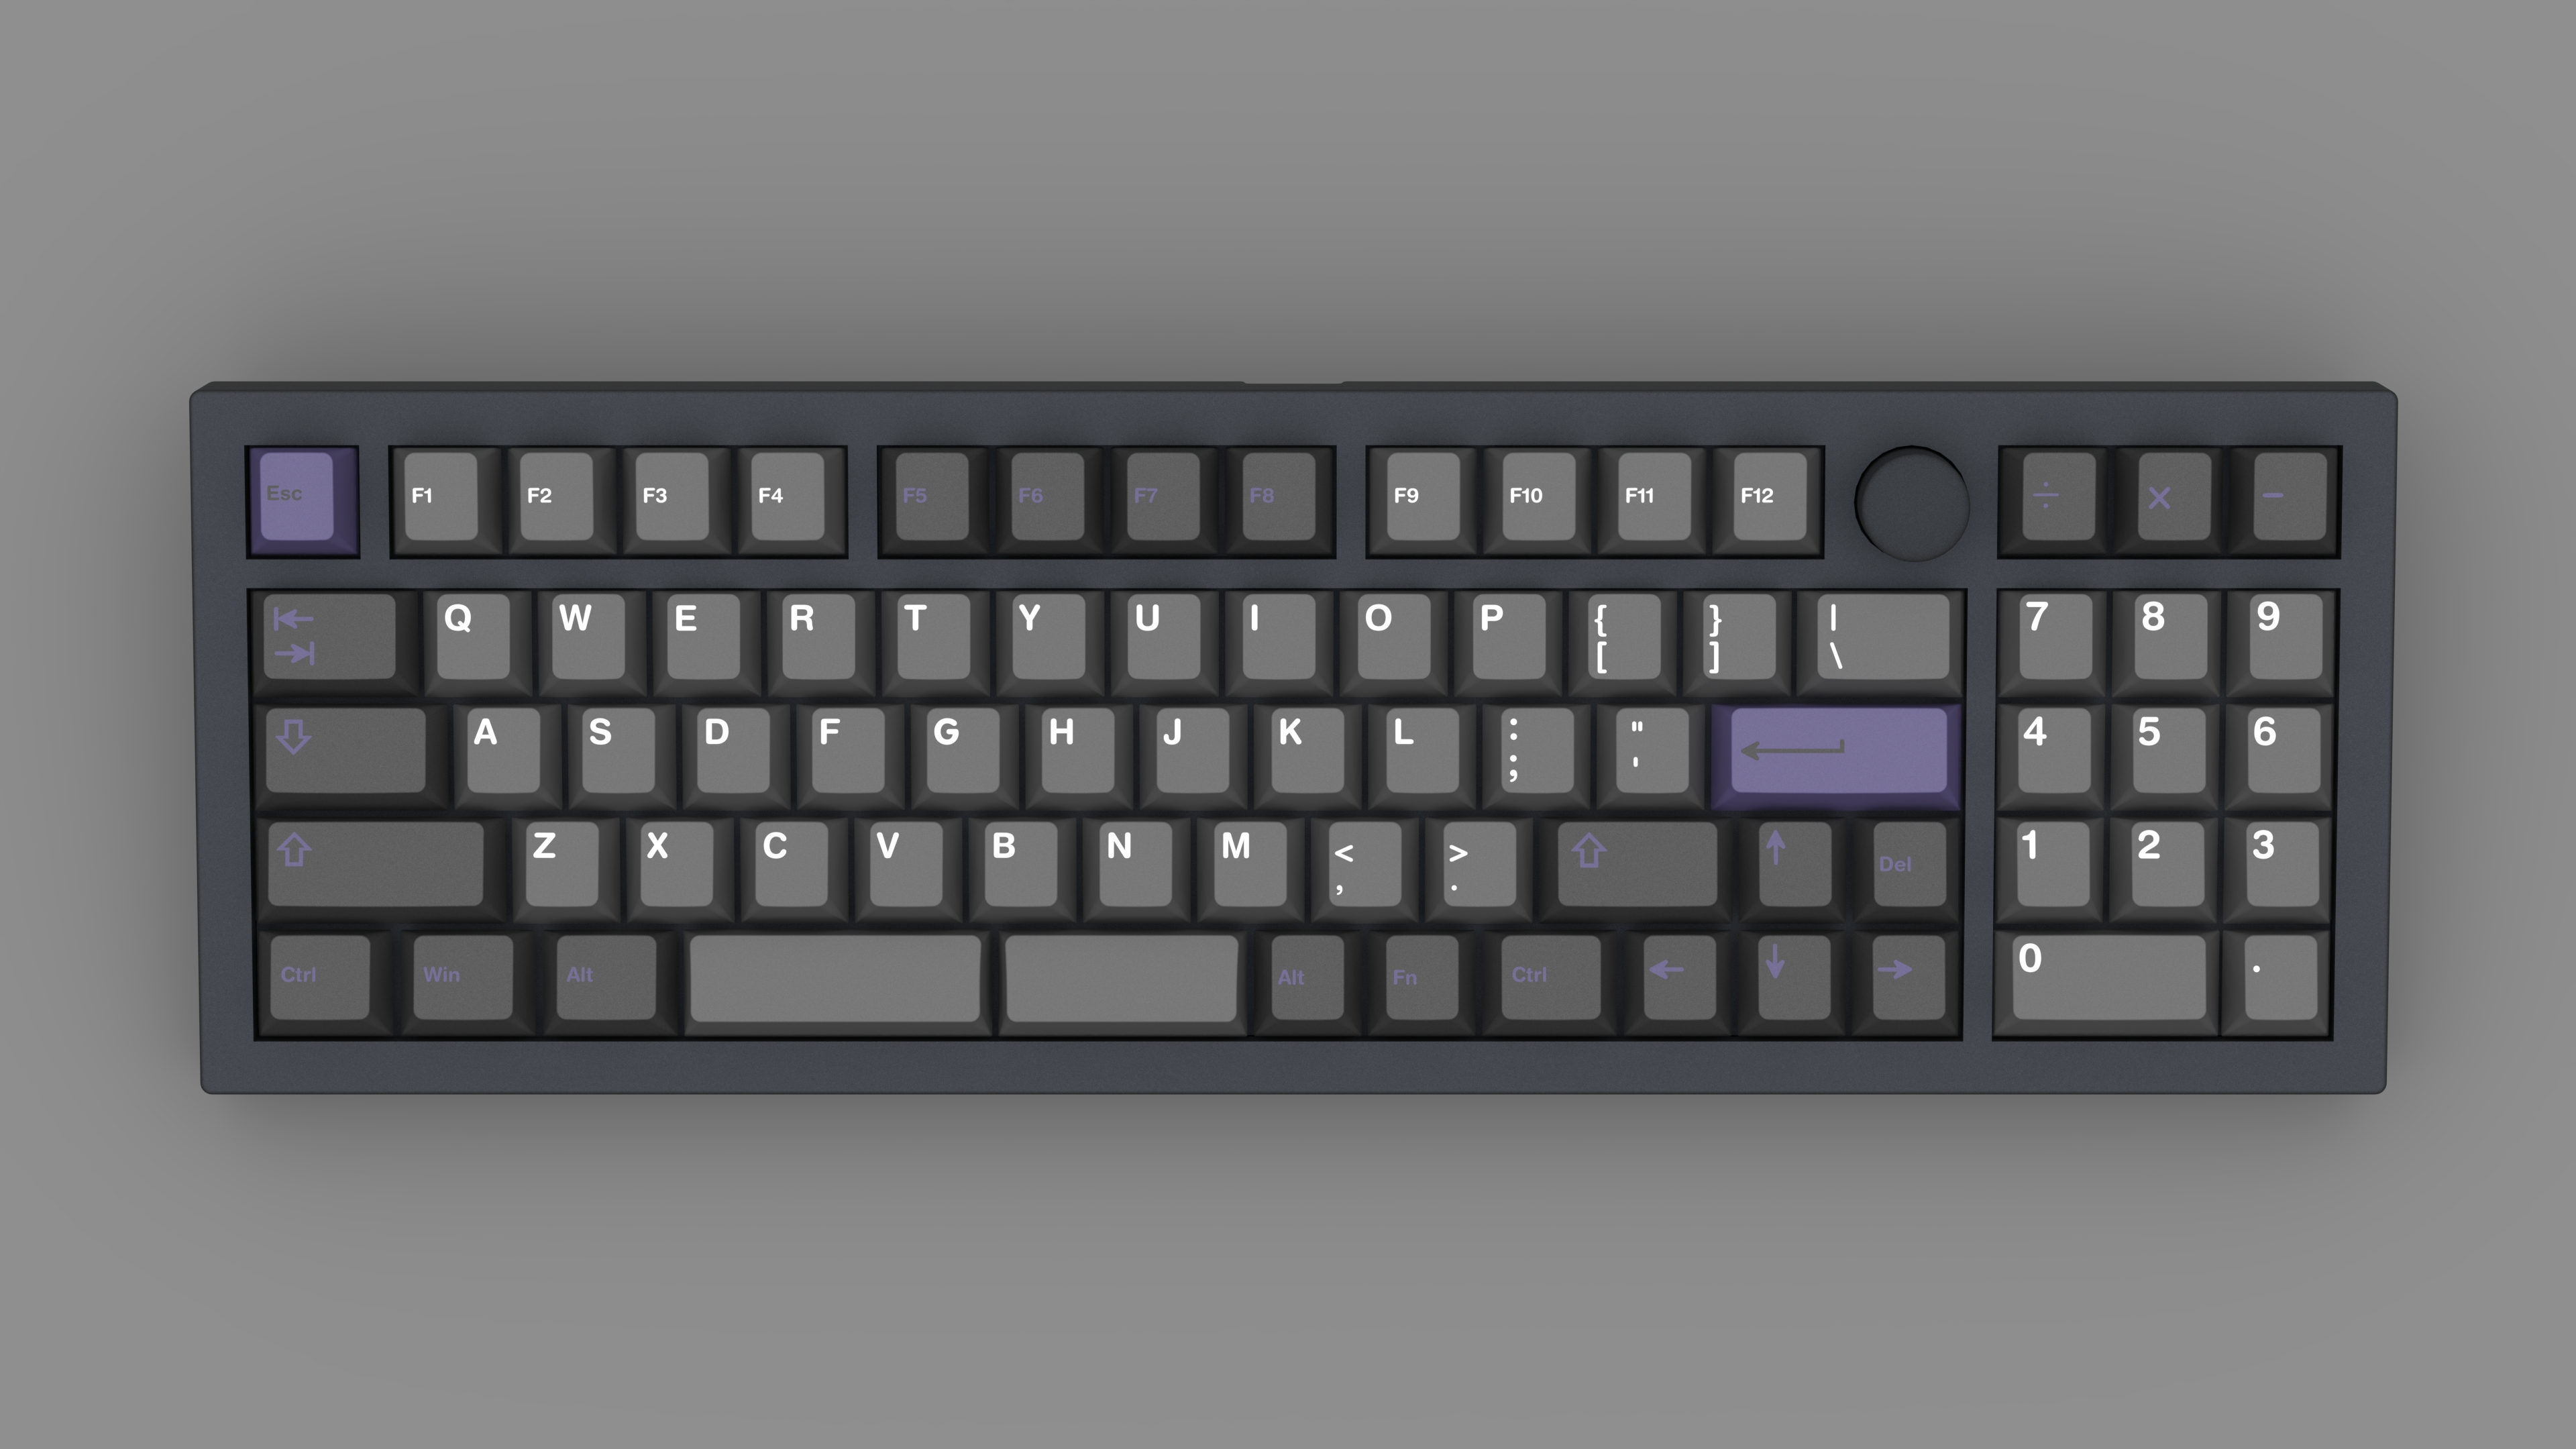 Esc F1 F2 F3 F4 F5 F6 F7 F8 F9 F10 F11 F12 ÷ × −
Q W E R T Y U I O P { [ } ] | \ 7 8 9
A S D F G H J K L : ; " ' 4 5 6
Z X C V B N M < , > . Del 1 2 3
Ctrl Win Alt Alt Fn Ctrl 0 .